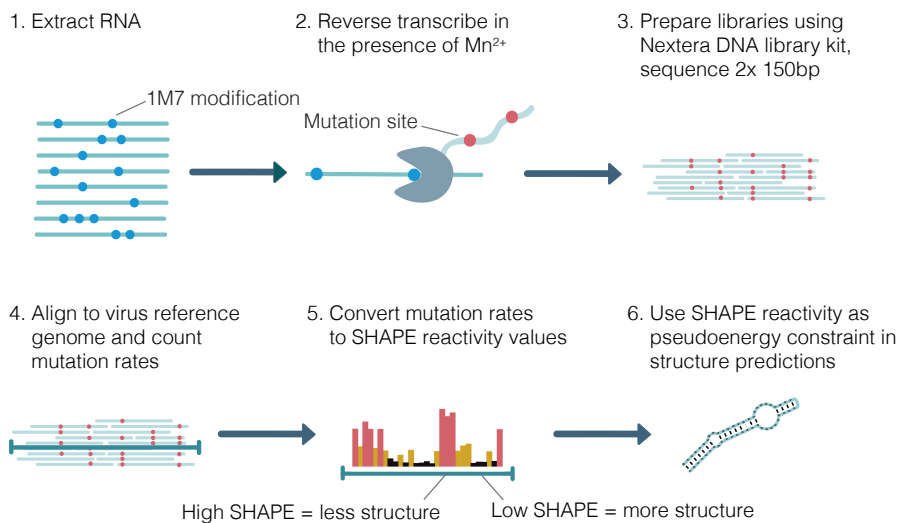 1. Extract RNA
1M7 modification
2. Reverse transcribe in
the presence of Mn²⁺
Mutation site
3. Prepare libraries using
Nextera DNA library kit,
sequence 2x 150bp
4. Align to virus reference
genome and count
mutation rates
5. Convert mutation rates
to SHAPE reactivity values
High SHAPE = less structure
Low SHAPE = more structure
6. Use SHAPE reactivity as
pseudoenergy constraint in
structure predictions